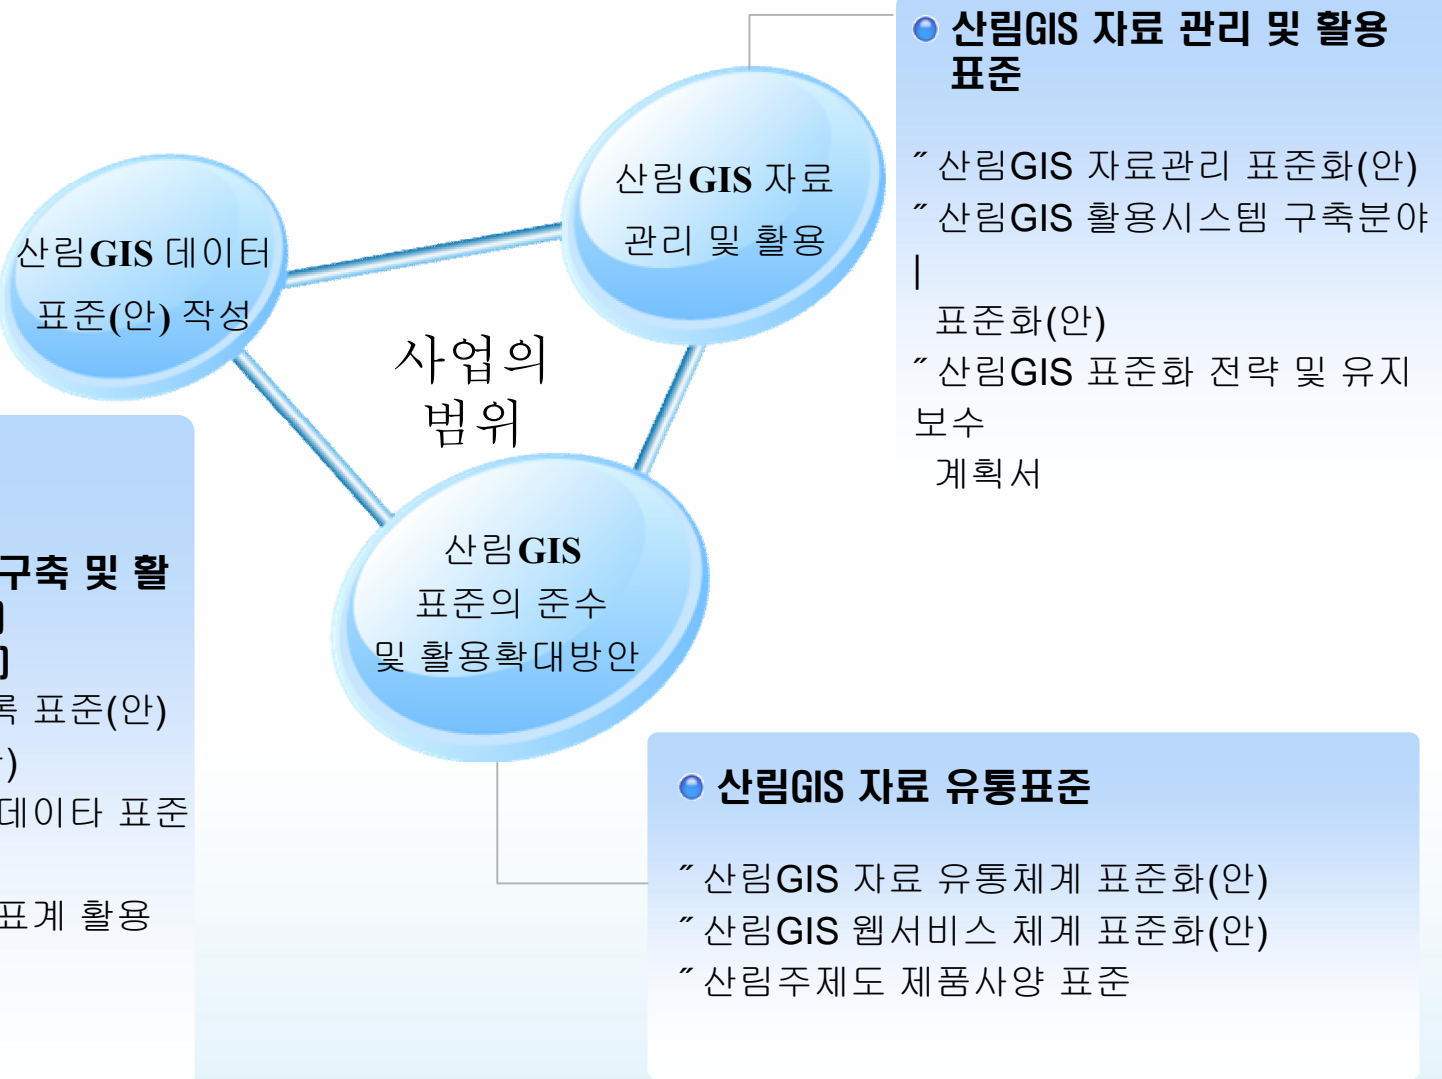 산림GIS 자료 관리 및 활용
표준
˝ 산림GIS 자료관리 표준화(안)
˝ 산림GIS 활용시스템 구축분야
|
표준화(안)
˝ 산림GIS 표준화 전략 및 유지
보수
계획서
산림GIS 자료
관리 및 활용
산림GIS 데이터
표준(안) 작성
사업의
범위
산림GIS
표준의 준수
및 활용확대방안
구축 및 활
표준(안)
)
데이타 표준
표계 활용
산림GIS 자료 유통표준
˝ 산림GIS 자료 유통체계 표준화(안)
˝ 산림GIS 웹서비스 체계 표준화(안)
˝ 산림주제도 제품사양 표준